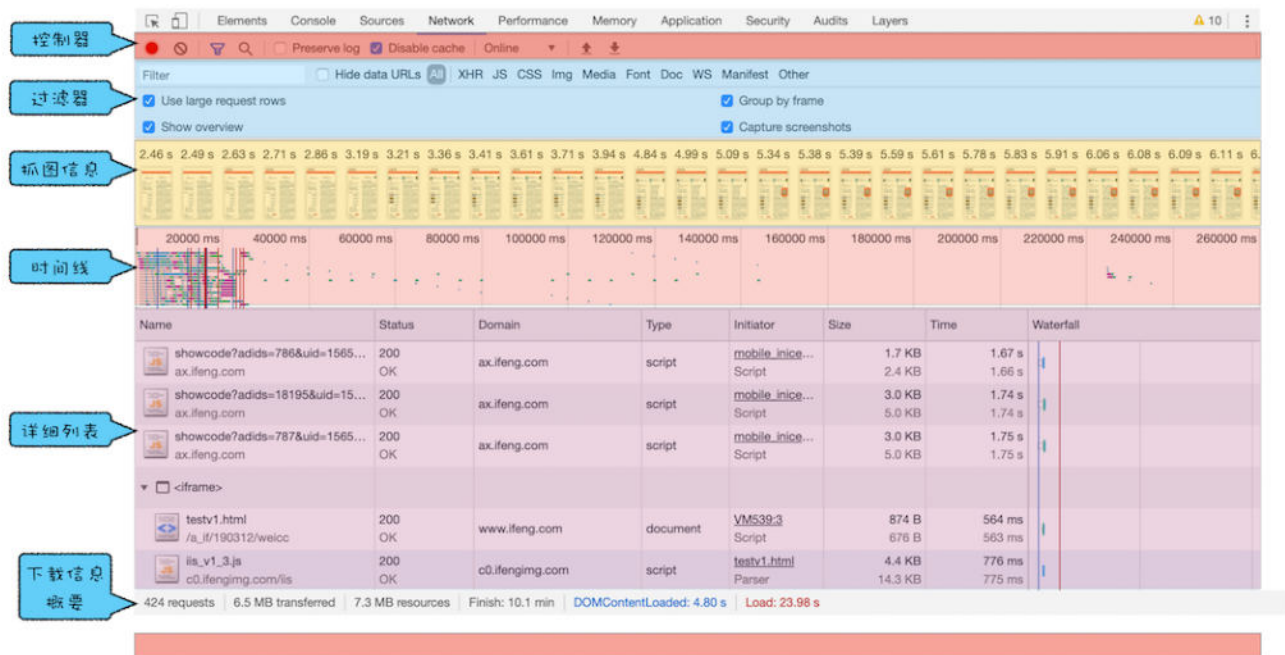 Elements Console Sources Network Performance Memory Application Security Audits Layers 10
控制器
Preserve log Disable cache Online
Filter Hide data URLs All XHR JS CSS Img Media Font Doc WS Manifest Other
过滤器
Use large request rows Group by frame
Show overview Capture screenshots
2.46 s 2.49 s 2.63 s 2.71 s 2.86 s 3.19 s 3.21 s 3.36 s 3.41 s 3.61 s 3.71 s 3.94 s 4.84 s 4.99 s 5.09 s 5.34 s 5.38 s 5.39 s 5.59 s 5.61 s 5.78 s 5.83 s 5.91 s 6.06 s 6.08 s 6.09 s 6.11 s 6.
抓图信息
20000 ms 40000 ms 60000 ms 80000 ms 100000 ms 120000 ms 140000 ms 160000 ms 180000 ms 200000 ms 220000 ms 240000 ms 260000 ms
时间线
Name Status Domain Type Initiator Size Time Waterfall
showcode?adids=786&uid=1565... 200 ax.ifeng.com script mobile_inice... 1.7 KB 1.67 s
ax.ifeng.com OK Script 2.4 KB 1.66 s
showcode?adids=18195&uid=15... 200 ax.ifeng.com script mobile_inice... 3.0 KB 1.74 s
ax.ifeng.com OK Script 5.0 KB 1.74 s
详细列表
showcode?adids=787&uid=1565... 200 ax.ifeng.com script mobile_inice... 3.0 KB 1.75 s
ax.ifeng.com OK Script 5.0 KB 1.75 s
<iframe>
testv1.html 200 www.ifeng.com document VM539:3 874 B 564 ms
/a_if/190312/weicc OK Script 676 B 563 ms
iis_v1_3.js 200 c0.ifengimg.com script testv1.html 4.4 KB 776 ms
c0.ifengimg.com/iis OK Parser 14.3 KB 775 ms
下载信息
概要
424 requests 6.5 MB transferred 7.3 MB resources Finish: 10.1 min DOMContentLoaded: 4.80 s Load: 23.98 s